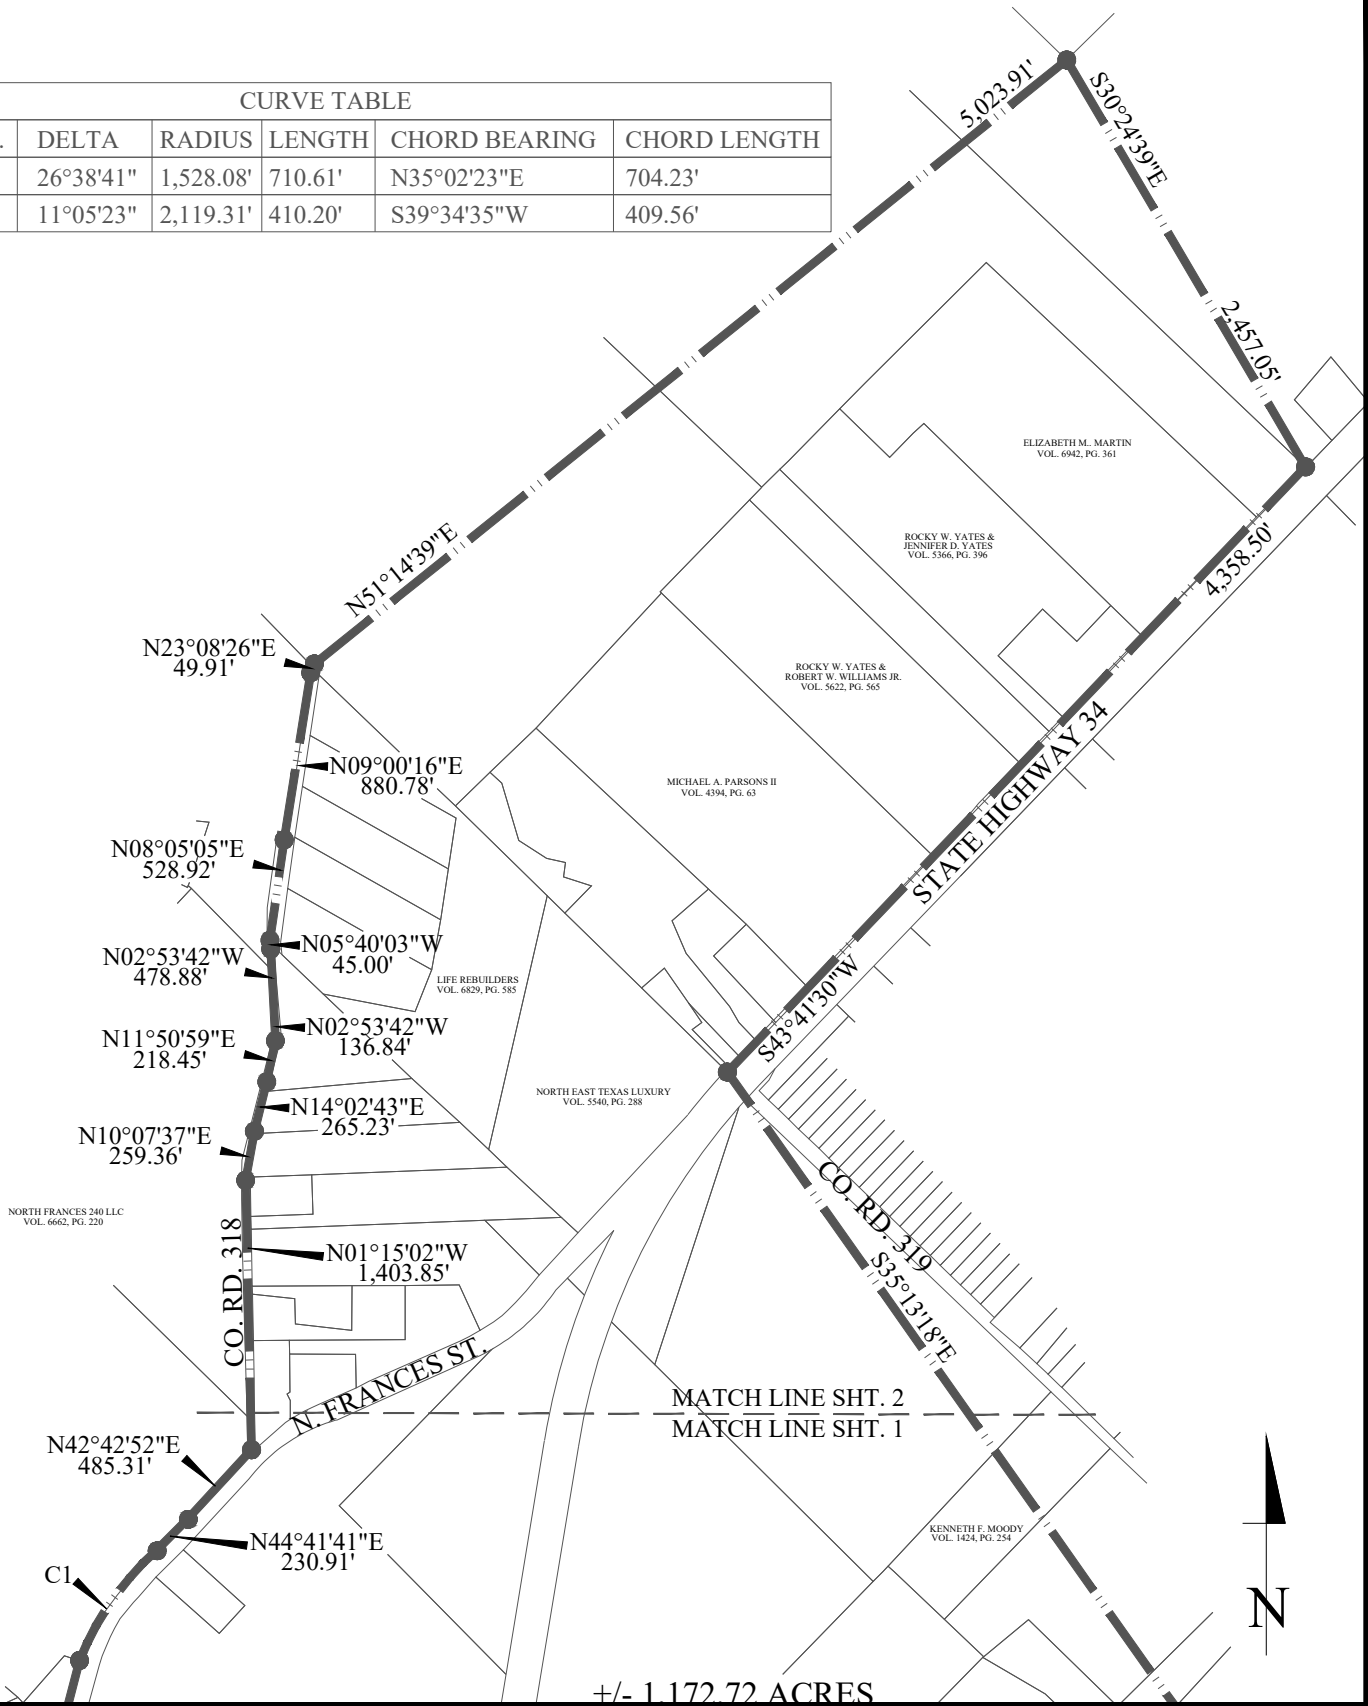 CURVE TABLE
. DELTA RADIUS LENGTH CHORD BEARING CHORD LENGTH
26°38'41" 1,528.08' 710.61' N35°02'23"E 704.23'
11°05'23" 2,119.31' 410.20' S39°34'35"W 409.56'
5,023.91'
S30°24'39"E
2,457.05'
ELIZABETH M.. MARTIN
VOL. 6942, PG. 361
ROCKY W. YATES &
JENNIFER D. YATES
VOL. 5366, PG. 396
4,358.50'
N51°14'39"E
N23°08'26"E
49.91'
ROCKY W. YATES &
ROBERT W. WILLIAMS JR.
VOL. 5622, PG. 565
STATE HIGHWAY 34
N09°00'16"E
880.78'
MICHAEL A. PARSONS II
VOL. 4394, PG. 63
N08°05'05"E
528.92'
N05°40'03"W
45.00'
N02°53'42"W
478.88'
LIFE REBUILDERS
VOL. 6829, PG. 585
S43°41'30"W
N02°53'42"W
136.84'
N11°50'59"E
218.45'
NORTH EAST TEXAS LUXURY
VOL. 5540, PG. 288
N14°02'43"E
265.23'
N10°07'37"E
259.36'
NORTH FRANCES 240 LLC
VOL. 6662, PG. 220
CO. RD. 319
S35°13'18"E
CO. RD. 318
N01°15'02"W
1,403.85'
N. FRANCES ST.
MATCH LINE SHT. 2
MATCH LINE SHT. 1
N42°42'52"E
485.31'
N44°41'41"E
230.91'
KENNETH F. MOODY
VOL. 1424, PG. 254
C1
N
+/- 1,172.72 ACRES